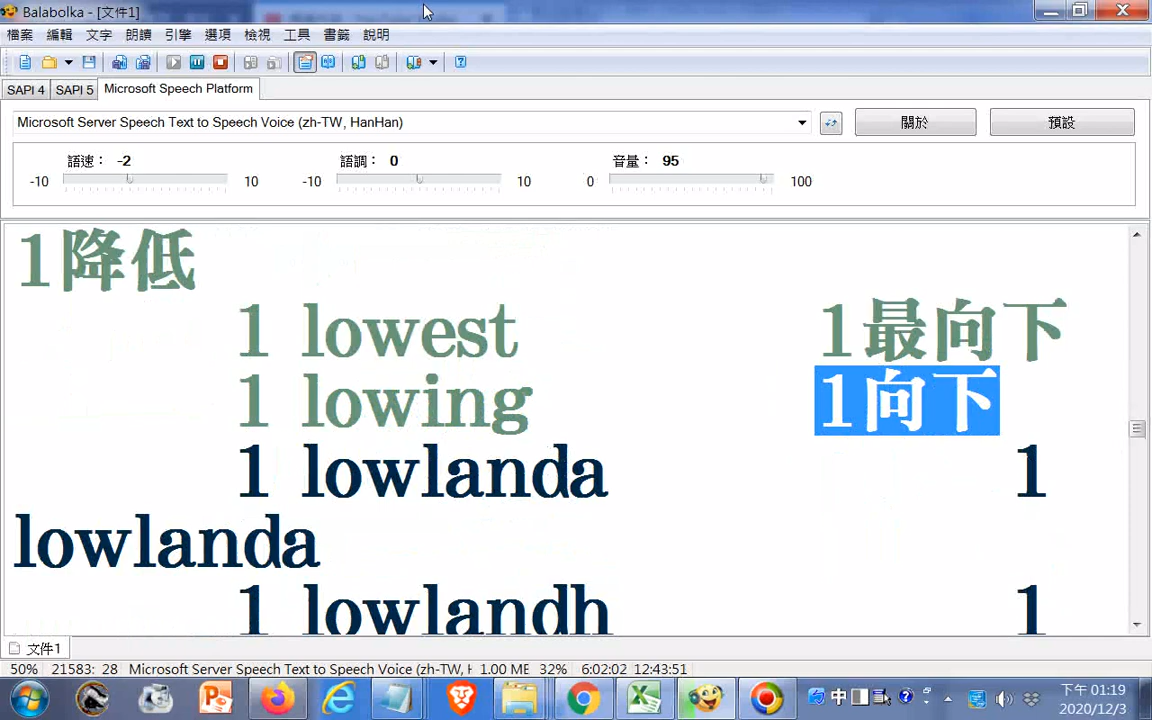 Balabolka - [文件1]
檔案 編輯 文字 朗讀 引擎 選項 檢視 工具 書籤 說明
SAPI 4 SAPI 5 Microsoft Speech Platform
Microsoft Server Speech Text to Speech Voice (zh-TW, HanHan) 關於 預設
語速： -2 語調： 0 音量： 95
-10 10 -10 10 0 100
1降低
1 lowest 1最向下
1 lowing 1向下
1 lowlanda 1
lowlanda
1 lowlandh 1
文件1
50% 21583: 28 Microsoft Server Speech Text to Speech Voice (zh-TW, 1.00 ME 32% 6:02:02 12:43:51
中 下午 01:19
2020/12/3